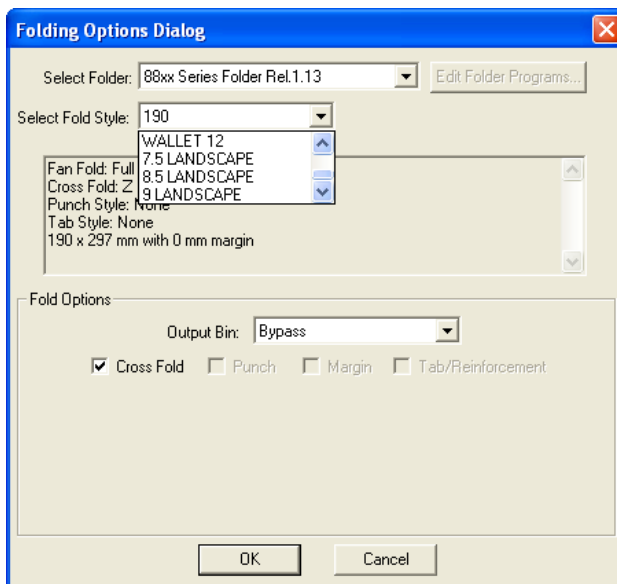 Folding Options Dialog
Select Folder: 88xx Series Folder Rel.1.13 Edit Folder Programs...
Select Fold Style: 190
WALLET 12
7.5 LANDSCAPE
8.5 LANDSCAPE
9 LANDSCAPE
Fan Fold: Full
Cross Fold: Z
Punch Style: None
Tab Style: None
190 x 297 mm with 0 mm margin
Fold Options
Output Bin: Bypass
Cross Fold Punch Margin Tab/Reinforcement
OK Cancel